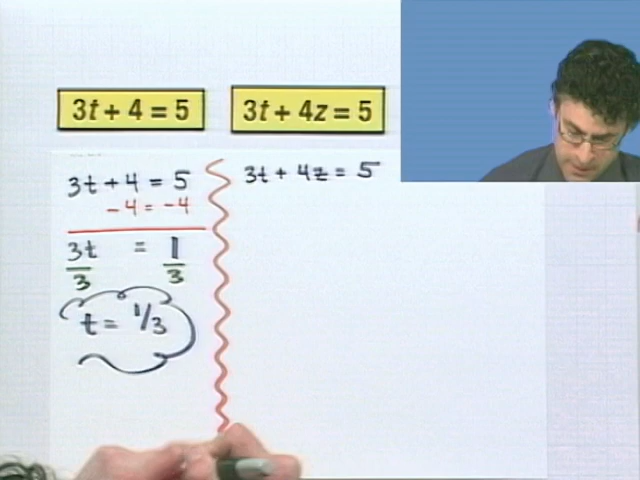 3t + 4 = 5
3t + 4z = 5
3t + 4 = 5
-4 = -4
3t = 1
3 3
t = 1/3
3t + 4z = 5